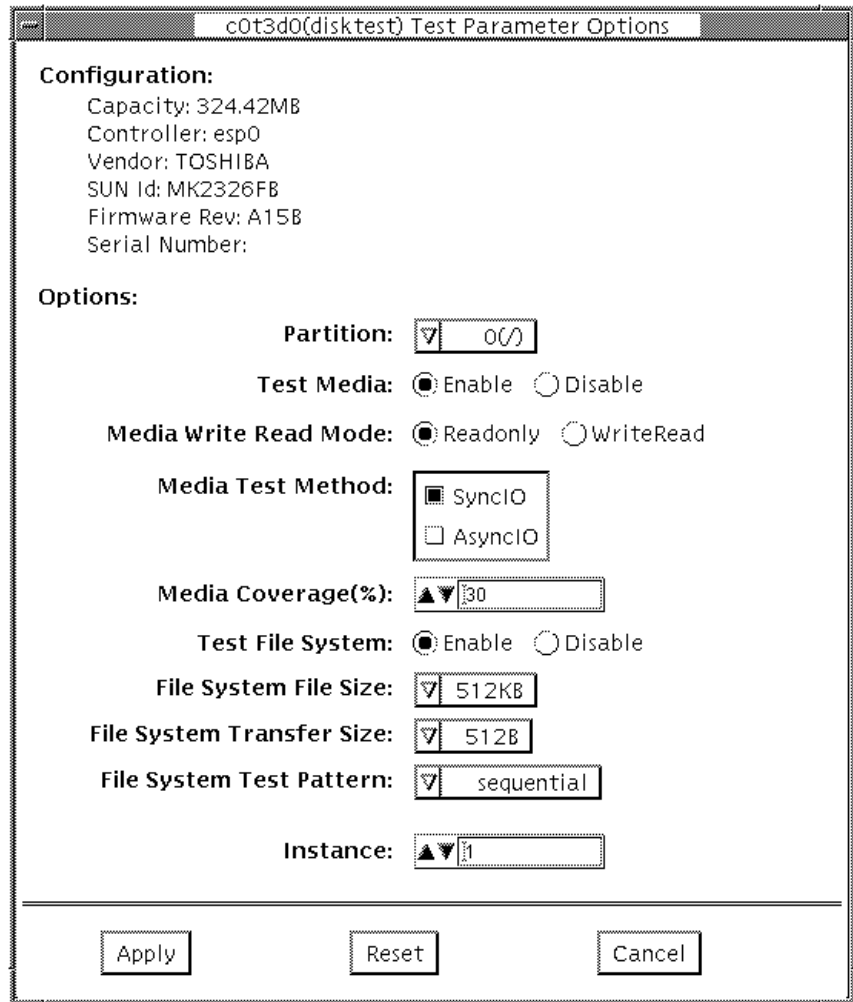 c0t3d0(disktest) Test Parameter Options
Configuration:
Capacity: 324.42MB
Controller: esp0
Vendor: TOSHIBA
SUN Id: MK2326FB
Firmware Rev: A15B
Serial Number:
Options:
Partition: 0(/)
Test Media: Enable Disable
Media Write Read Mode: Readonly WriteRead
Media Test Method: SyncIO
AsyncIO
Media Coverage(%): 30
Test File System: Enable Disable
File System File Size: 512KB
File System Transfer Size: 512B
File System Test Pattern: sequential
Instance: 1
Apply Reset Cancel